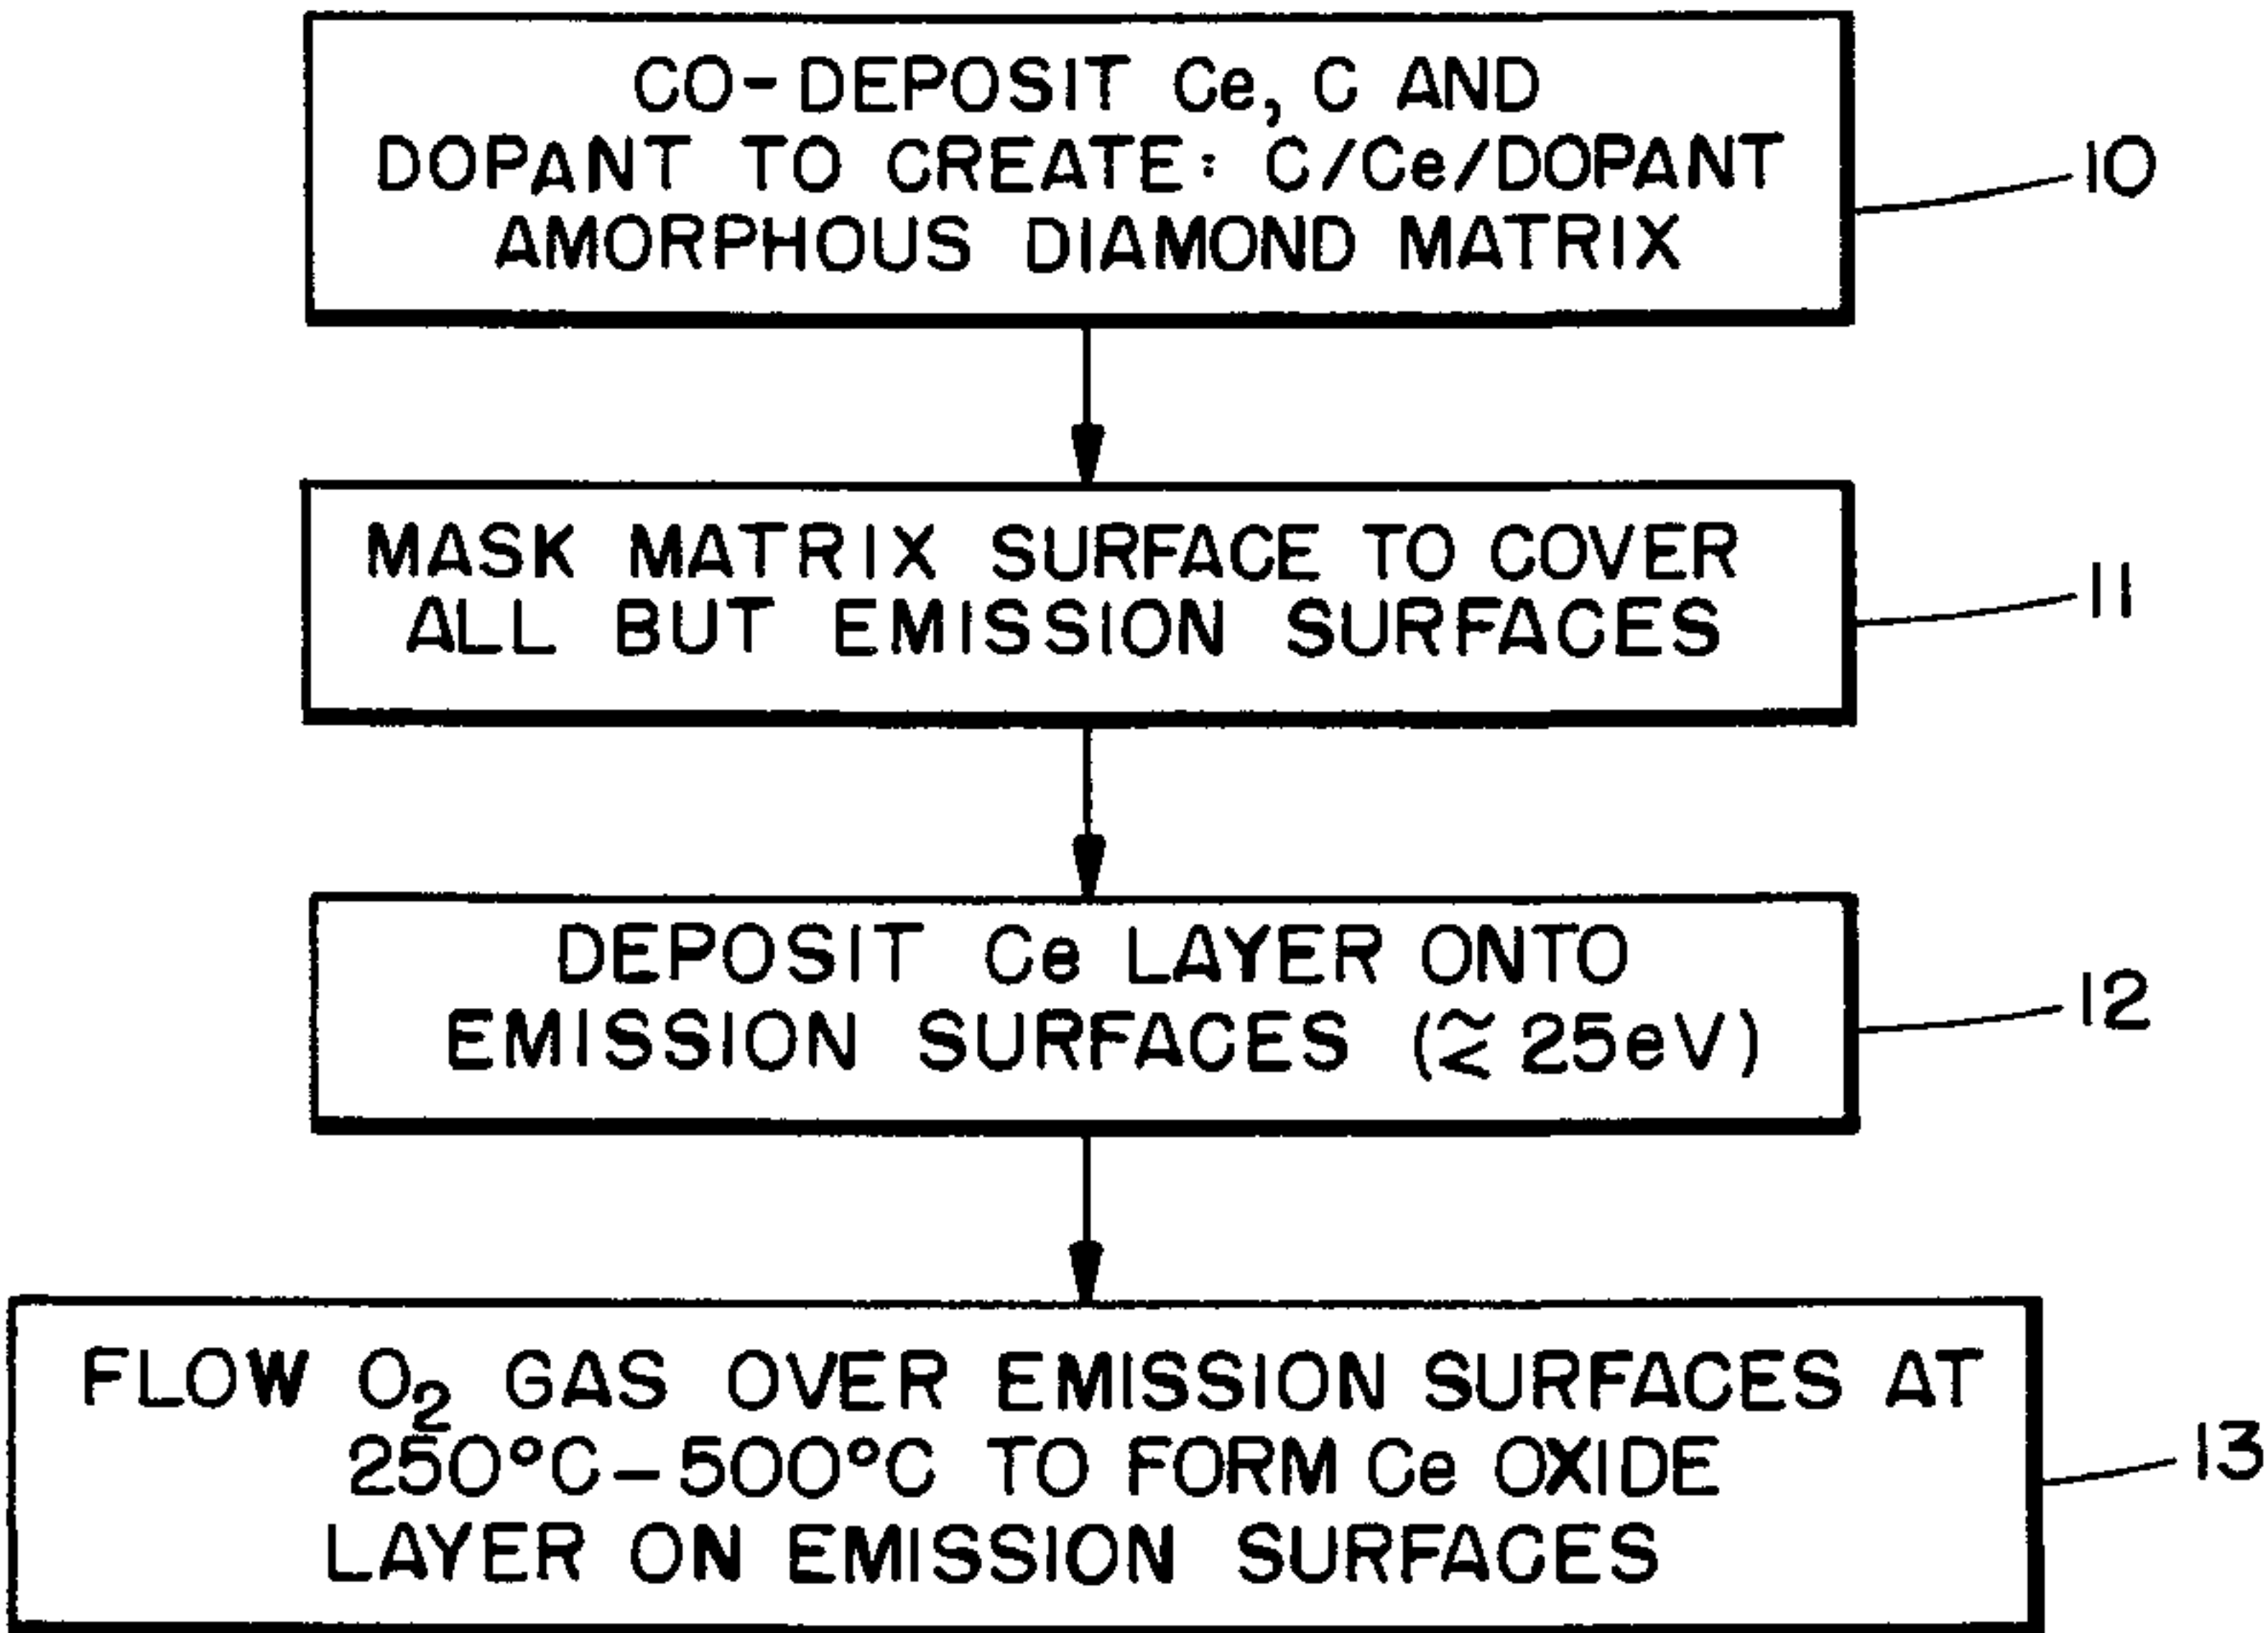 CO-DEPOSIT Ce, C AND
DOPANT TO CREATE: C/Ce/DOPANT
AMORPHOUS DIAMOND MATRIX
10
MASK MATRIX SURFACE TO COVER
ALL BUT EMISSION SURFACES
11
DEPOSIT Ce LAYER ONTO
EMISSION SURFACES (⪝ 25eV)
12
FLOW O₂ GAS OVER EMISSION SURFACES AT
250°C–500°C TO FORM Ce OXIDE
LAYER ON EMISSION SURFACES
13